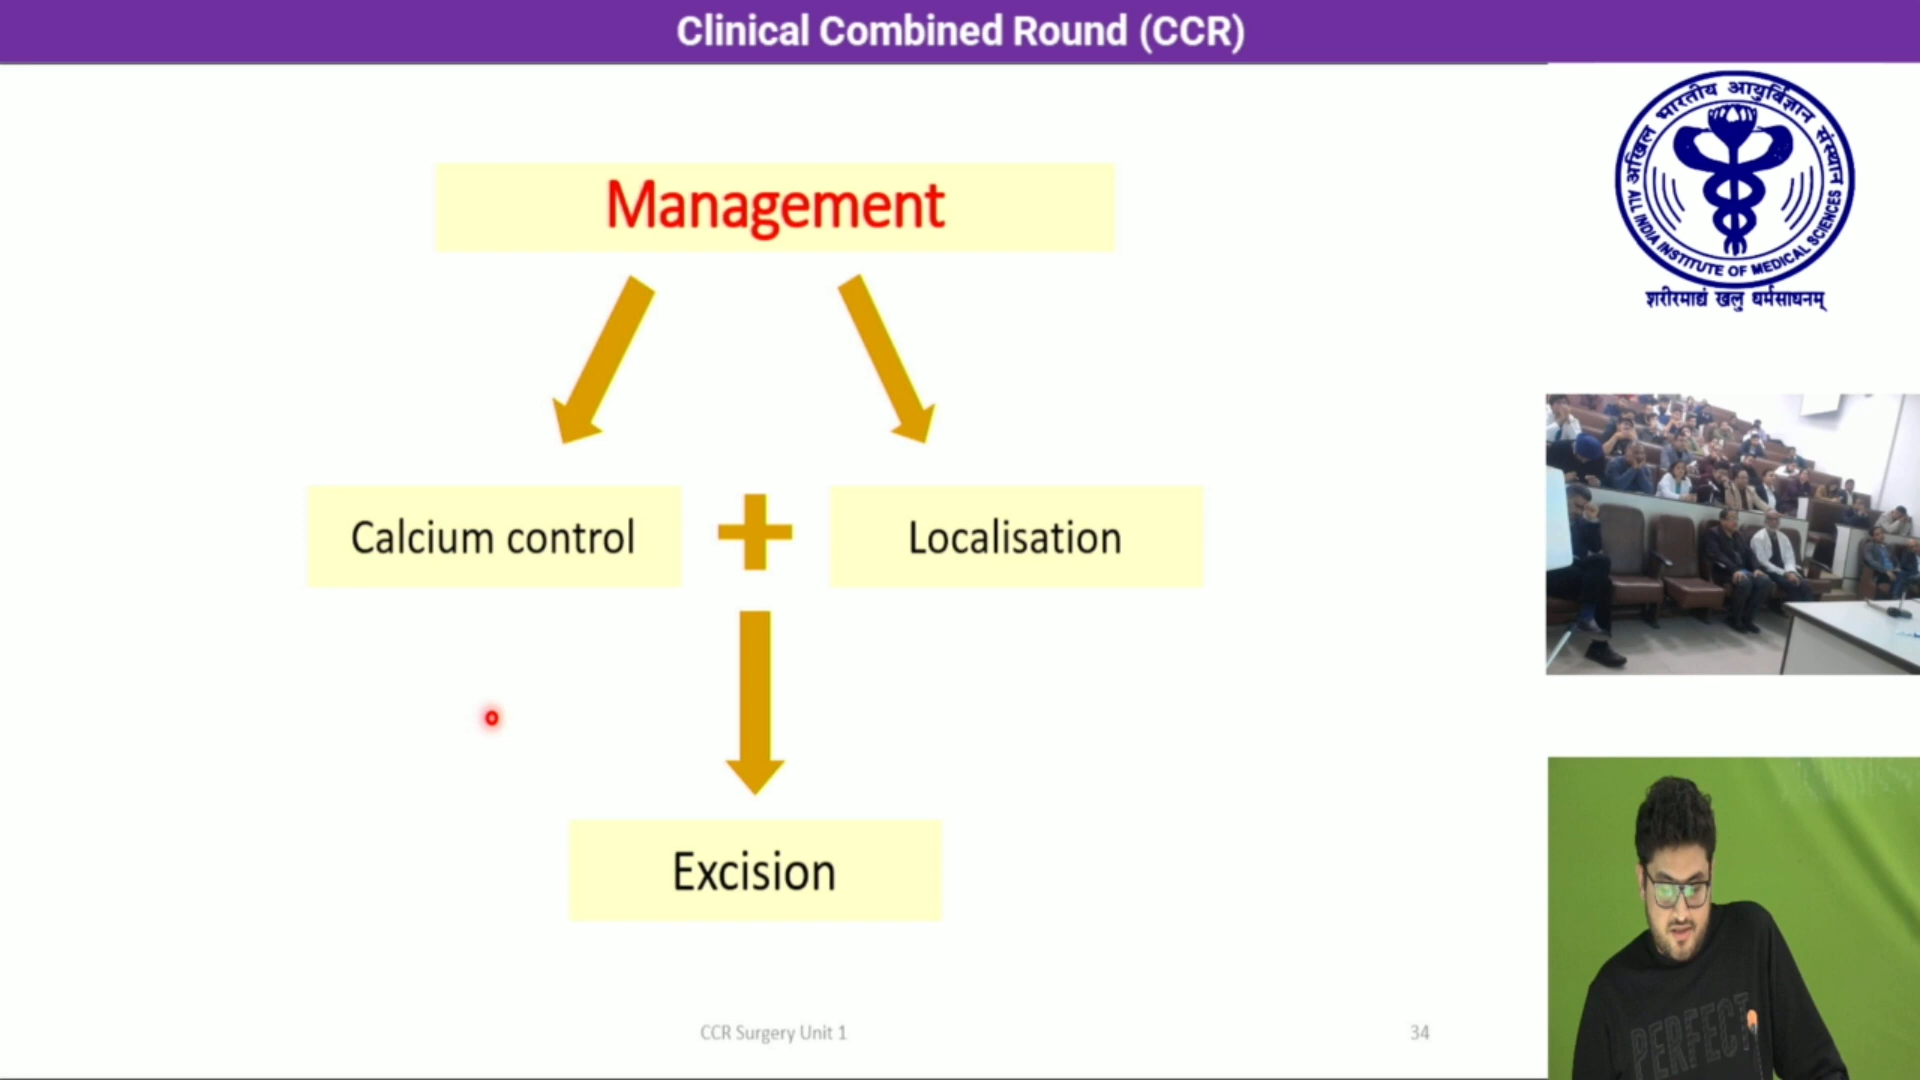 Clinical Combined Round (CCR)
अखिल भारतीय आयुर्विज्ञान संस्थान
ALL INDIA INSTITUTE OF MEDICAL SCIENCES
शरीरमाद्यं खलु धर्मसाधनम्
Management
Calcium control
Localisation
Excision
PERFECT
CCR Surgery Unit 1
34